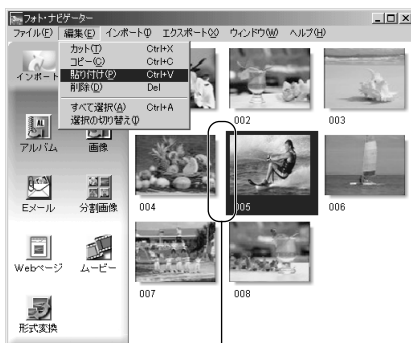 フォト・ナビゲーター
ファイル(F) 編集(E) インポート(I) エクスポート(X) ウィンドウ(W) ヘルプ(H)
カット(T) Ctrl+X
コピー(C) Ctrl+C
貼り付け(P) Ctrl+V
削除(D) Del
すべて選択(A) Ctrl+A
選択の切り替え(I)
インポート
アルバム
画像
Eメール
分割画像
Webページ
ムービー
形式変換
002
003
004
005
006
007
008